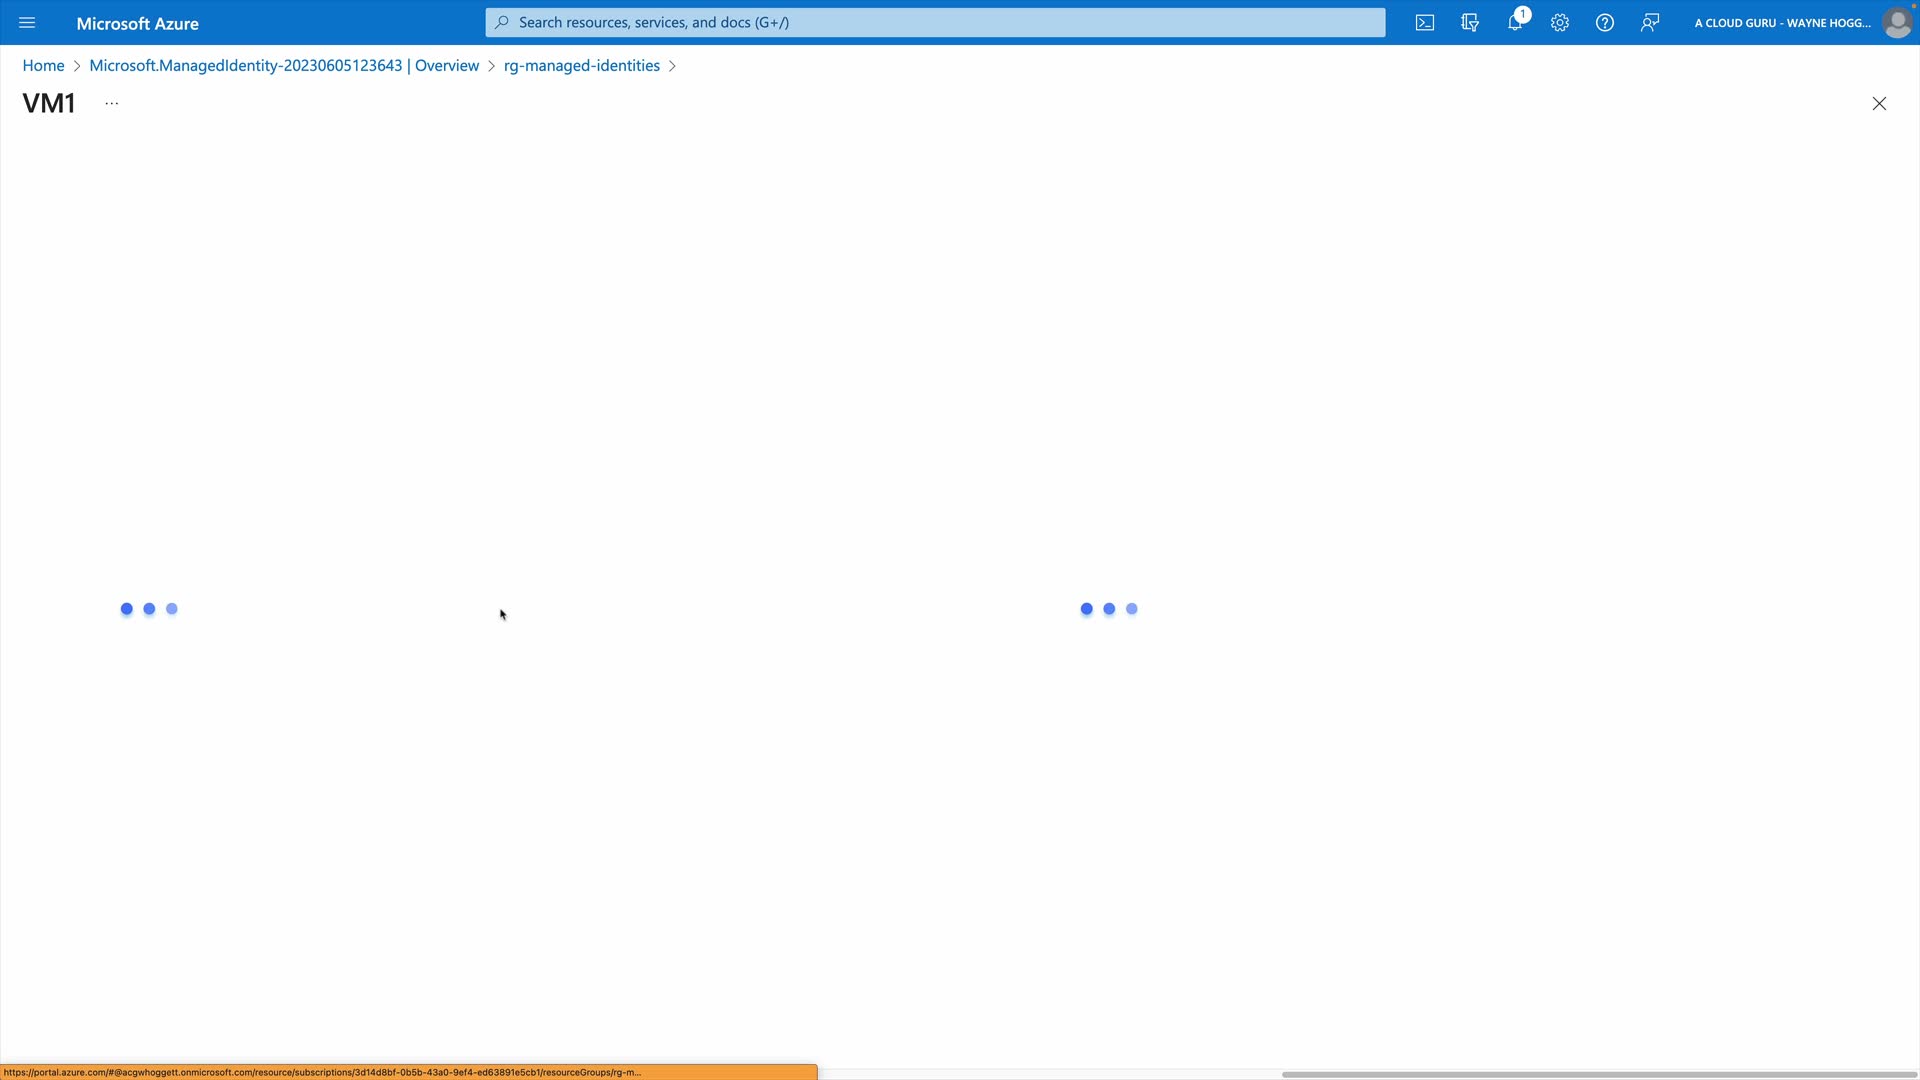 Microsoft Azure
Search resources, services, and docs (G+/)
1
A CLOUD GURU - WAYNE HOGG...
Home > Microsoft.ManagedIdentity-20230605123643 | Overview > rg-managed-identities >
VM1 ...
https://portal.azure.com/#@acgwhoggett.onmicrosoft.com/resource/subscriptions/3d14d8bf-0b5b-43a0-9ef4-ed63891e5cb1/resourceGroups/rg-m...